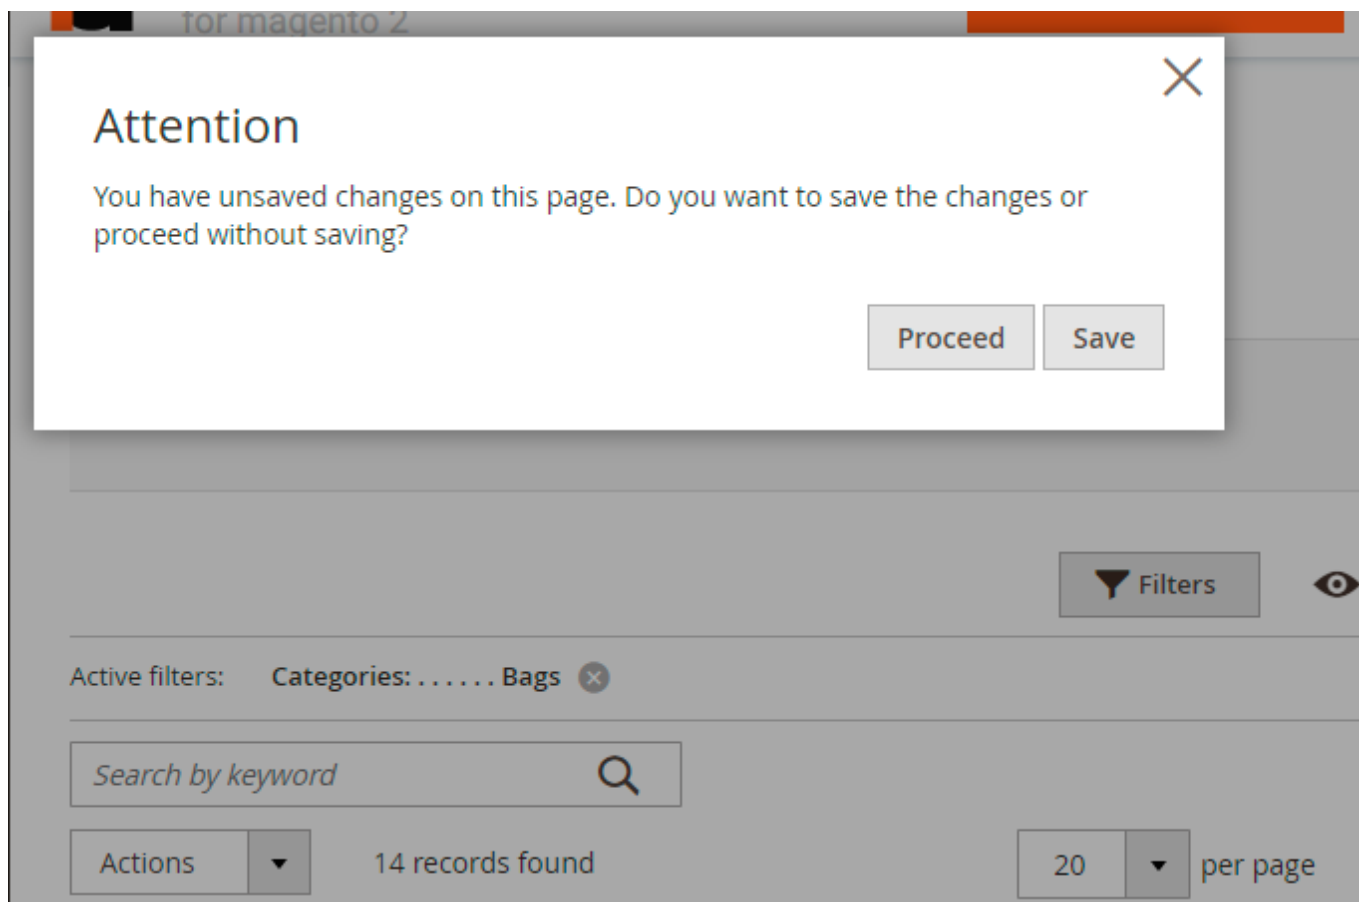 for magento 2
Attention
You have unsaved changes on this page. Do you want to save the changes or
proceed without saving?
Proceed Save
Filters
Active filters: Categories: . . . . . . Bags
Search by keyword
Actions 14 records found 20 per page